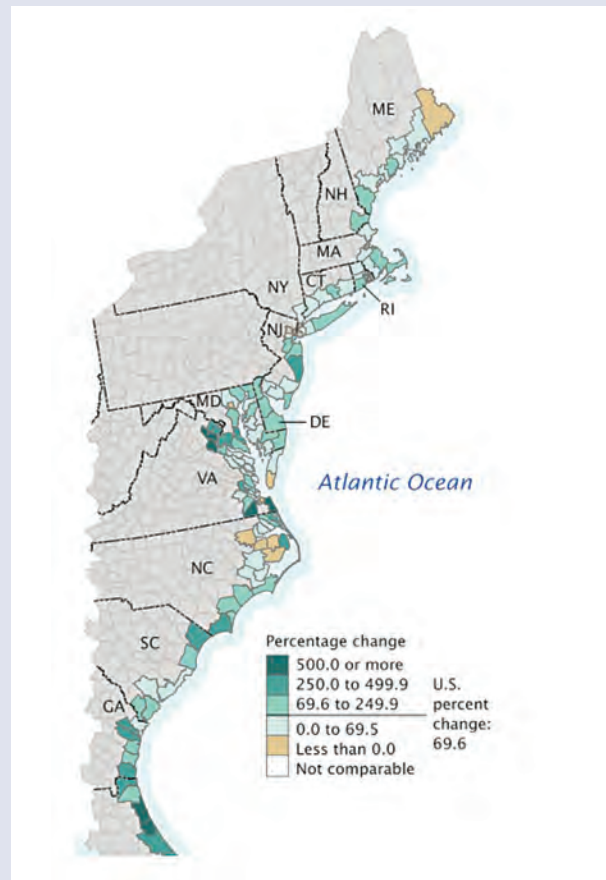 ME
NH
MA
NY
CT
RI
NJ
MD
DE
VA
Atlantic Ocean
NC
SC
GA
Percentage change
500.0 or more
250.0 to 499.9
69.6 to 249.9
0.0 to 69.5
Less than 0.0
Not comparable
U.S.
percent
change:
69.6